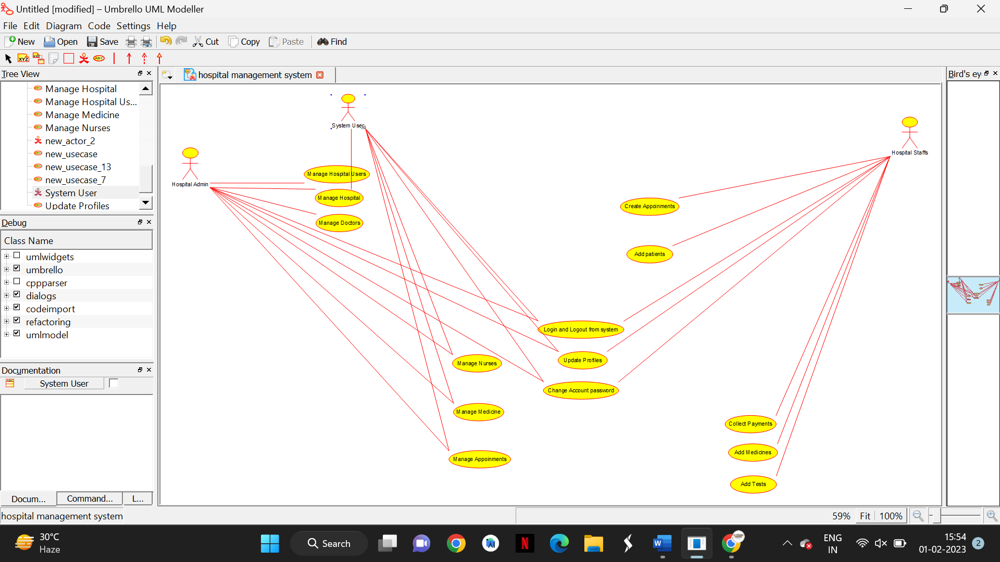 Untitled [modified] – Umbrello UML Modeller
File Edit Diagram Code Settings Help
New Open Save Cut Copy Paste Find
XYZ XYZ ABC
Tree View
hospital management system
Bird's ey
Manage Hospital
Manage Hospital Us...
Manage Medicine
Manage Nurses
new_actor_2
new_usecase
new_usecase_13
new_usecase_7
System User
Update Profiles
Debug
Class Name
umlwidgets
umbrello
cppparser
dialogs
codeimport
refactoring
umlmodel
Documentation
System User
Docum... Command... L...
System User
Hospital Staffs
Hospital Admin
Manage Hospital Users
Manage Hospital
Manage Doctors
Create Appoinments
Add patients
Login and Logout from system
Update Profiles
Manage Nurses
Change Account password
Manage Medicine
Collect Payments
Add Medicines
Manage Appoinments
Add Tests
hospital management system
59% Fit 100%
30°C
Haze
Search
N
W
ENG
IN
15:54
01-02-2023
2